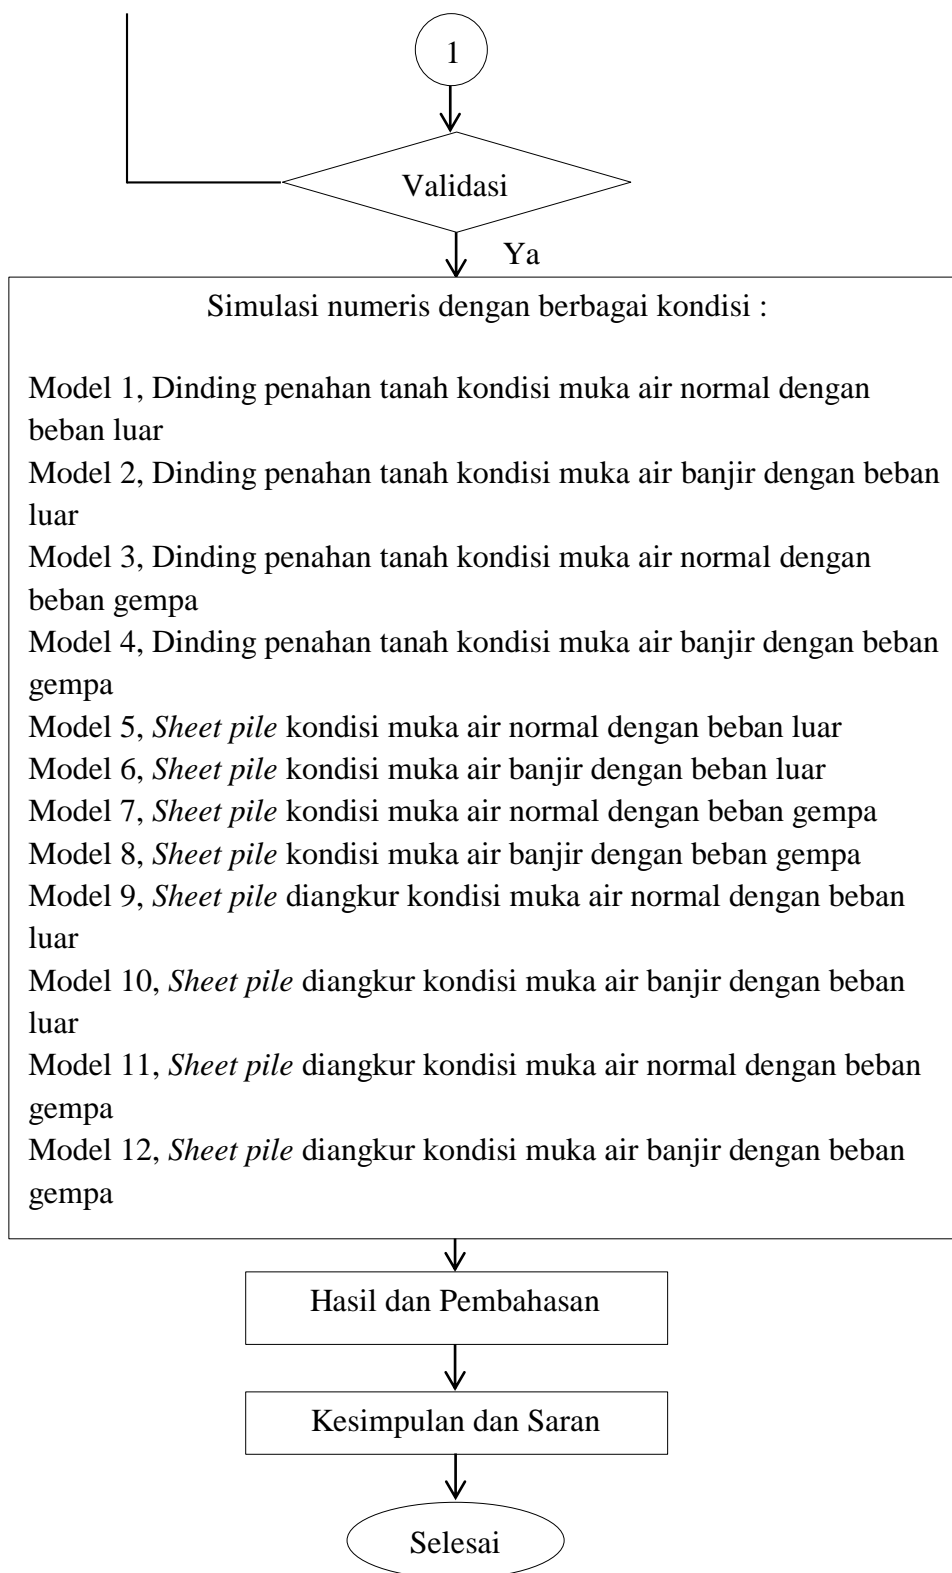 1
Validasi
Ya
Simulasi numeris dengan berbagai kondisi :
Model 1, Dinding penahan tanah kondisi muka air normal dengan
beban luar
Model 2, Dinding penahan tanah kondisi muka air banjir dengan beban
luar
Model 3, Dinding penahan tanah kondisi muka air normal dengan
beban gempa
Model 4, Dinding penahan tanah kondisi muka air banjir dengan beban
gempa
Model 5, Sheet pile kondisi muka air normal dengan beban luar
Model 6, Sheet pile kondisi muka air banjir dengan beban luar
Model 7, Sheet pile kondisi muka air normal dengan beban gempa
Model 8, Sheet pile kondisi muka air banjir dengan beban gempa
Model 9, Sheet pile diangkur kondisi muka air normal dengan beban
luar
Model 10, Sheet pile diangkur kondisi muka air banjir dengan beban
luar
Model 11, Sheet pile diangkur kondisi muka air normal dengan beban
gempa
Model 12, Sheet pile diangkur kondisi muka air banjir dengan beban
gempa
Hasil dan Pembahasan
Kesimpulan dan Saran
Selesai